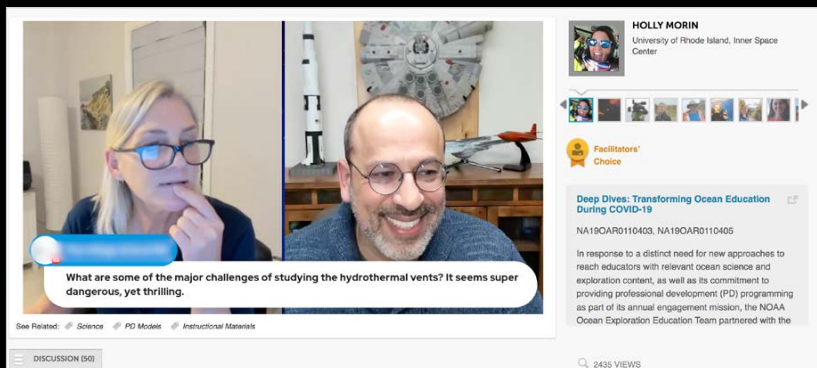 HOLLY MORIN
University of Rhode Island, Inner Space
Center
Facilitators'
Choice
What are some of the major challenges of studying the hydrothermal vents? It seems super
dangerous, yet thrilling.
See Related: Science PD Models Instructional Materials
Deep Dives: Transforming Ocean Education
During COVID-19
NA19OAR0110403, NA19OAR0110405
In response to a distinct need for new approaches to
reach educators with relevant ocean science and
exploration content, as well as its commitment to
providing professional development (PD) programming
as part of its annual engagement mission, the NOAA
Ocean Exploration Education Team partnered with the
DISCUSSION (50)
2435 VIEWS